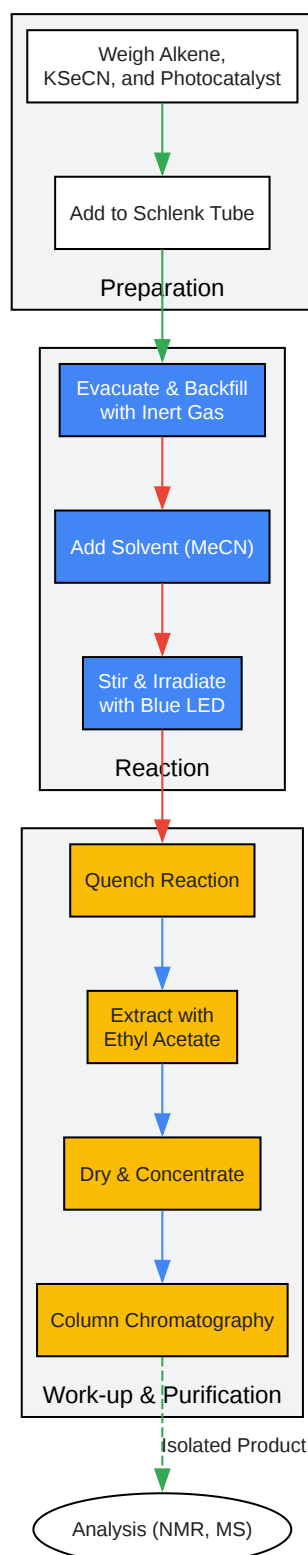 Weigh Alkene,
KSeCN, and Photocatalyst
Add to Schlenk Tube
Preparation
Evacuate & Backfill
with Inert Gas
Add Solvent (MeCN)
Stir & Irradiate
with Blue LED
Reaction
Quench Reaction
Extract with
Ethyl Acetate
Dry & Concentrate
Column Chromatography
Work-up & Purification
Isolated Product
Analysis (NMR, MS)